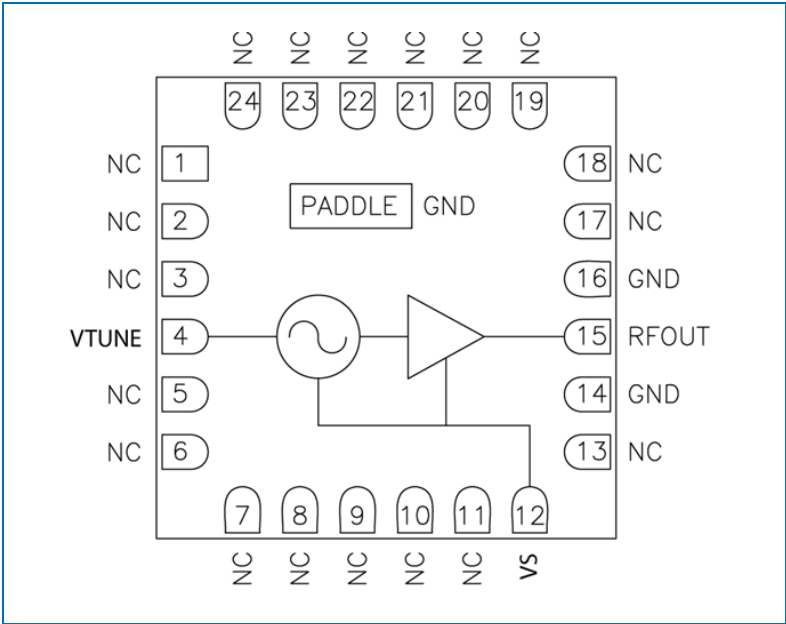 NC NC NC NC NC NC
24 23 22 21 20 19
NC 1 18 NC
PADDLE GND
NC 2 17 NC
NC 3 16 GND
VTUNE 4 15 RFOUT
NC 5 14 GND
NC 6 13 NC
7 8 9 10 11 12
NC NC NC NC NC VS